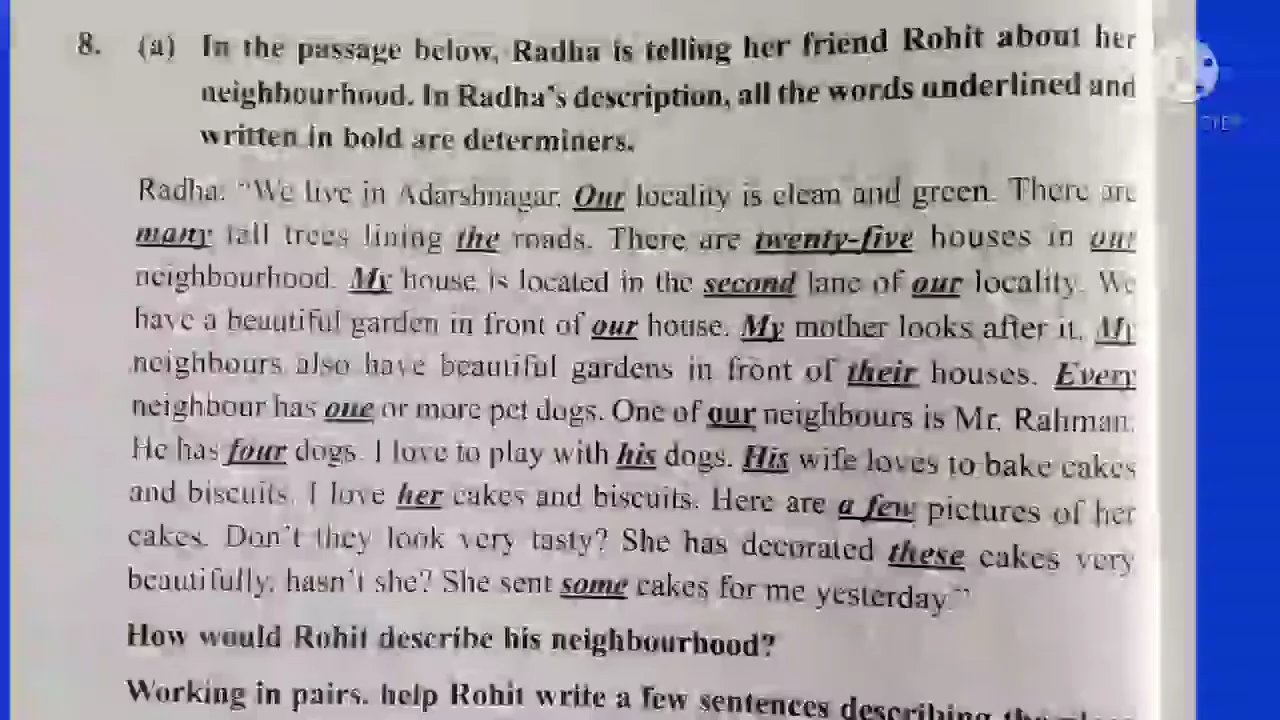 8. (a) In the passage below, Radha is telling her friend Rohit about her
neighbourhood. In Radha's description, all the words underlined and
written in bold are determiners.
Radha: "We live in Adarshnagar. Our locality is clean and green. There are
many tall trees lining the roads. There are twenty-five houses in our
neighbourhood. My house is located in the second lane of our locality. We
have a beautiful garden in front of our house. My mother looks after it. My
neighbours also have beautiful gardens in front of their houses. Every
neighbour has one or more pet dogs. One of our neighbours is Mr. Rahman.
He has four dogs. I love to play with his dogs. His wife loves to bake cakes
and biscuits. I love her cakes and biscuits. Here are a few pictures of her
cakes. Don't they look very tasty? She has decorated these cakes very
beautifully, hasn't she? She sent some cakes for me yesterday."
How would Rohit describe his neighbourhood?
Working in pairs, help Rohit write a few sentences describing the